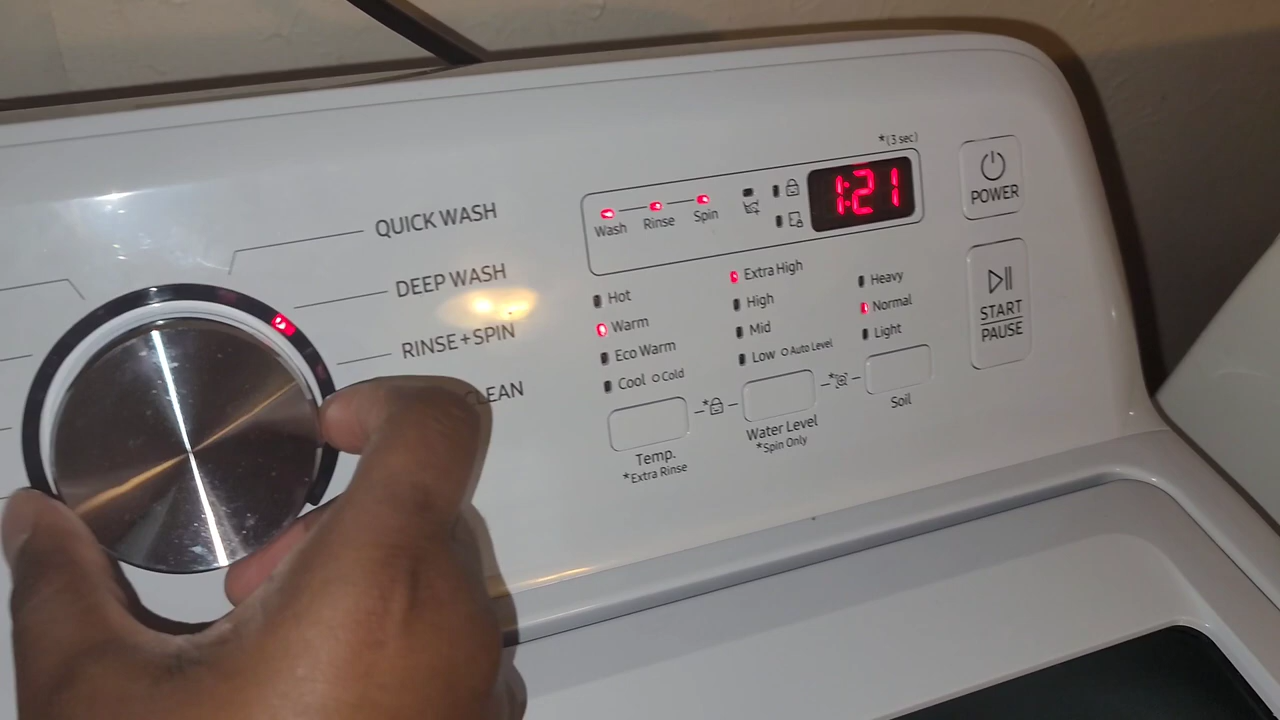 QUICK WASH
DEEP WASH
RINSE+SPIN
CLEAN
*(3 sec)
Wash Rinse Spin
1:21
POWER
START
PAUSE
Hot
Warm
Eco Warm
Cool Cold
Temp.
*Extra Rinse
Extra High
High
Mid
Low Auto Level
Water Level
*Spin Only
Heavy
Normal
Light
Soil